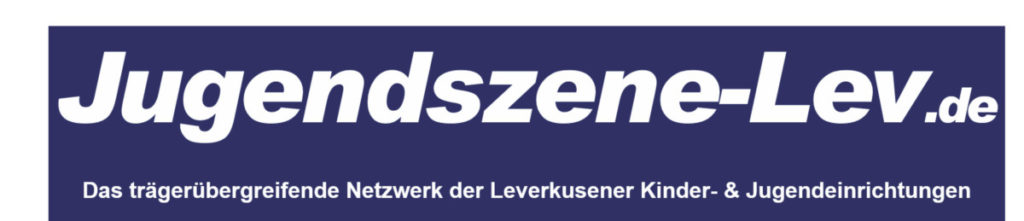 Jugendszene-Lev.de
Das trägerübergreifende Netzwerk der Leverkusener Kinder- & Jugendeinrichtungen